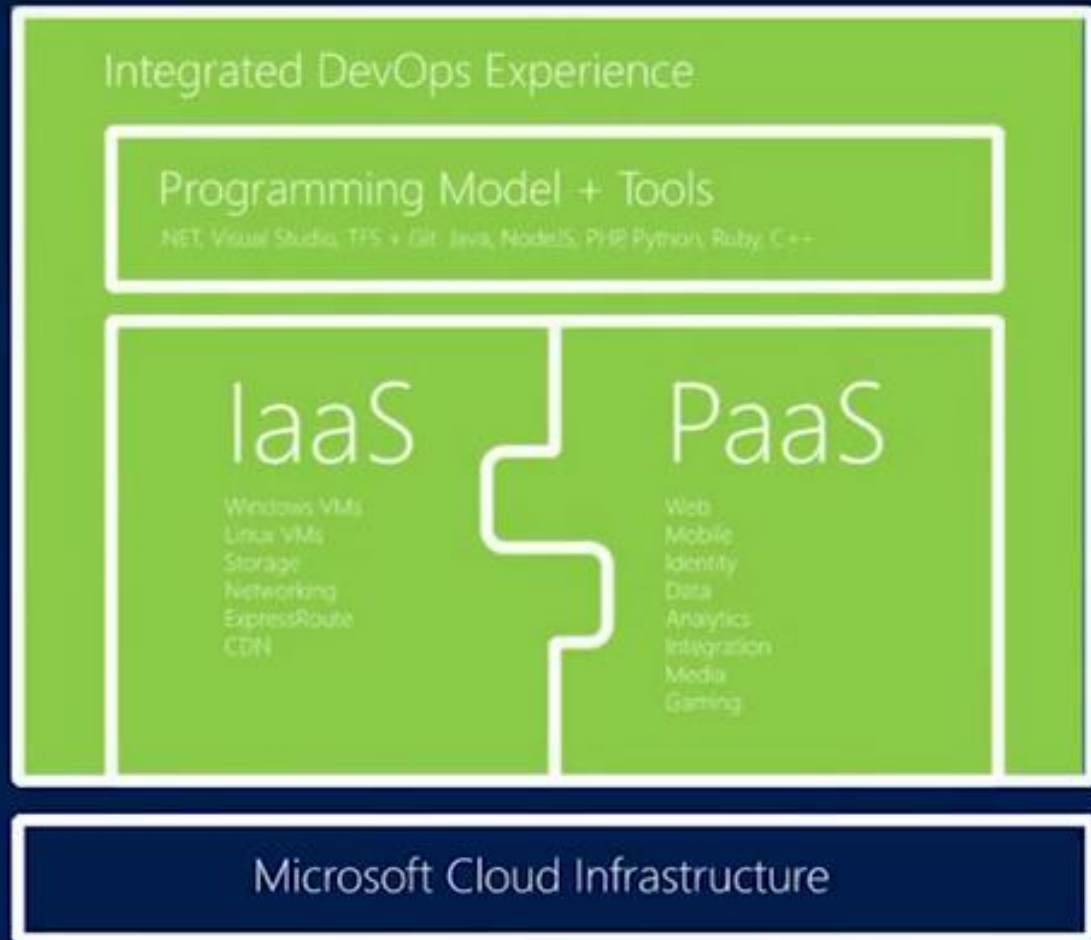 Integrated DevOps Experience
Programming Model + Tools
.NET, Visual Studio, TFS + Git, Java, NodeJS, PHP, Python, Ruby, C++
IaaS
Windows VMs
Linux VMs
Storage
Networking
ExpressRoute
CDN
PaaS
Web
Mobile
Identity
Data
Analytics
Integration
Media
Gaming
Microsoft Cloud Infrastructure